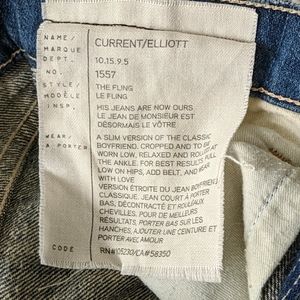 NAME/
MARQUE
CURRENT/ELLIOTT
DEPT.
10.15.9.5
NO.
1557
STYLE/
MODÈLE
THE FLING
LE FLING
INSP.
HIS JEANS ARE NOW OURS
LE JEAN DE MONSIEUR EST
DÉSORMAIS LE VÔTRE
WEAR/
A PORTER
A SLIM VERSION OF THE CLASSIC
BOYFRIEND. CROPPED AND TO BE
WORN LOW, RELAXED AND ROLLED AT
THE ANKLE. FOR BEST RESULTS, PULL
LOW ON HIPS, ADD BELT, AND WEAR
WITH LOVE
VERSION ÉTROITE DU JEAN BOYFRIEND
CLASSIQUE. JEAN COURT À PORTER
BAS, DÉCONTRACTÉ ET ROULÉ AUX
CHEVILLES. POUR DE MEILLEURS
RÉSULTATS, PORTER BAS SUR LES
HANCHES, AJOUTER UNE CEINTURE ET
PORTER AVEC AMOUR
CODE
RN#105230/CA#58350